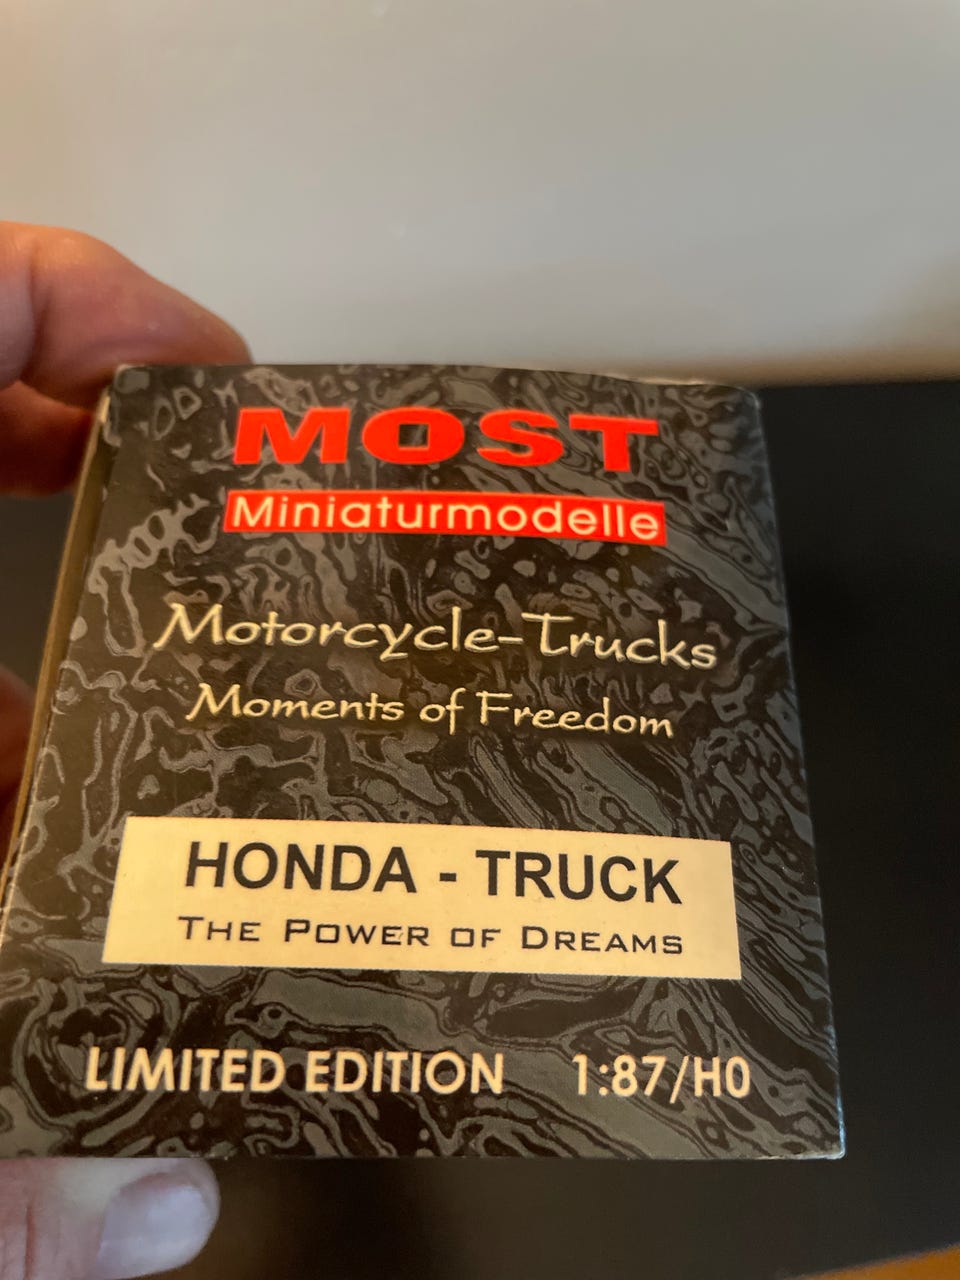 MOST
Miniaturmodelle
Motorcycle-Trucks
Moments of Freedom
HONDA - TRUCK
THE POWER OF DREAMS
LIMITED EDITION 1:87/H0